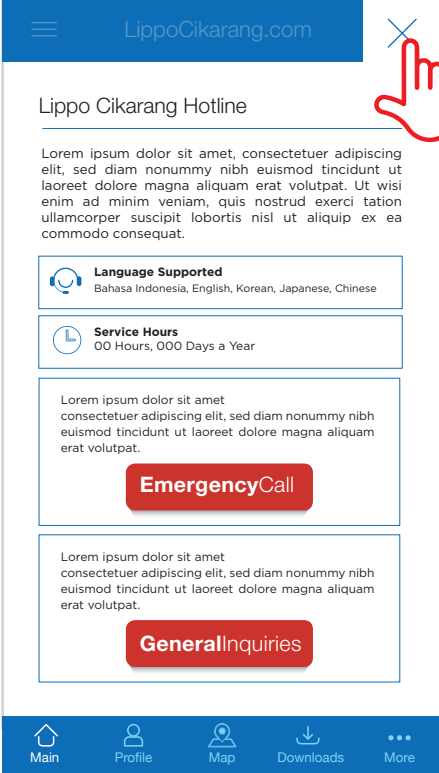 LippoCikarang.com
Lippo Cikarang Hotline
Lorem ipsum dolor sit amet, consectetuer adipiscing
elit, sed diam nonummy nibh euismod tincidunt ut
laoreet dolore magna aliquam erat volutpat. Ut wisi
enim ad minim veniam, quis nostrud exerci tation
ullamcorper suscipit lobortis nisl ut aliquip ex ea
commodo consequat.
Language Supported
Bahasa Indonesia, English, Korean, Japanese, Chinese
Service Hours
00 Hours, 000 Days a Year
Lorem ipsum dolor sit amet
consectetuer adipiscing elit, sed diam nonummy nibh
euismod tincidunt ut laoreet dolore magna aliquam
erat volutpat.
EmergencyCall
Lorem ipsum dolor sit amet
consectetuer adipiscing elit, sed diam nonummy nibh
euismod tincidunt ut laoreet dolore magna aliquam
erat volutpat.
GeneralInquiries
Main Profile Map Downloads More